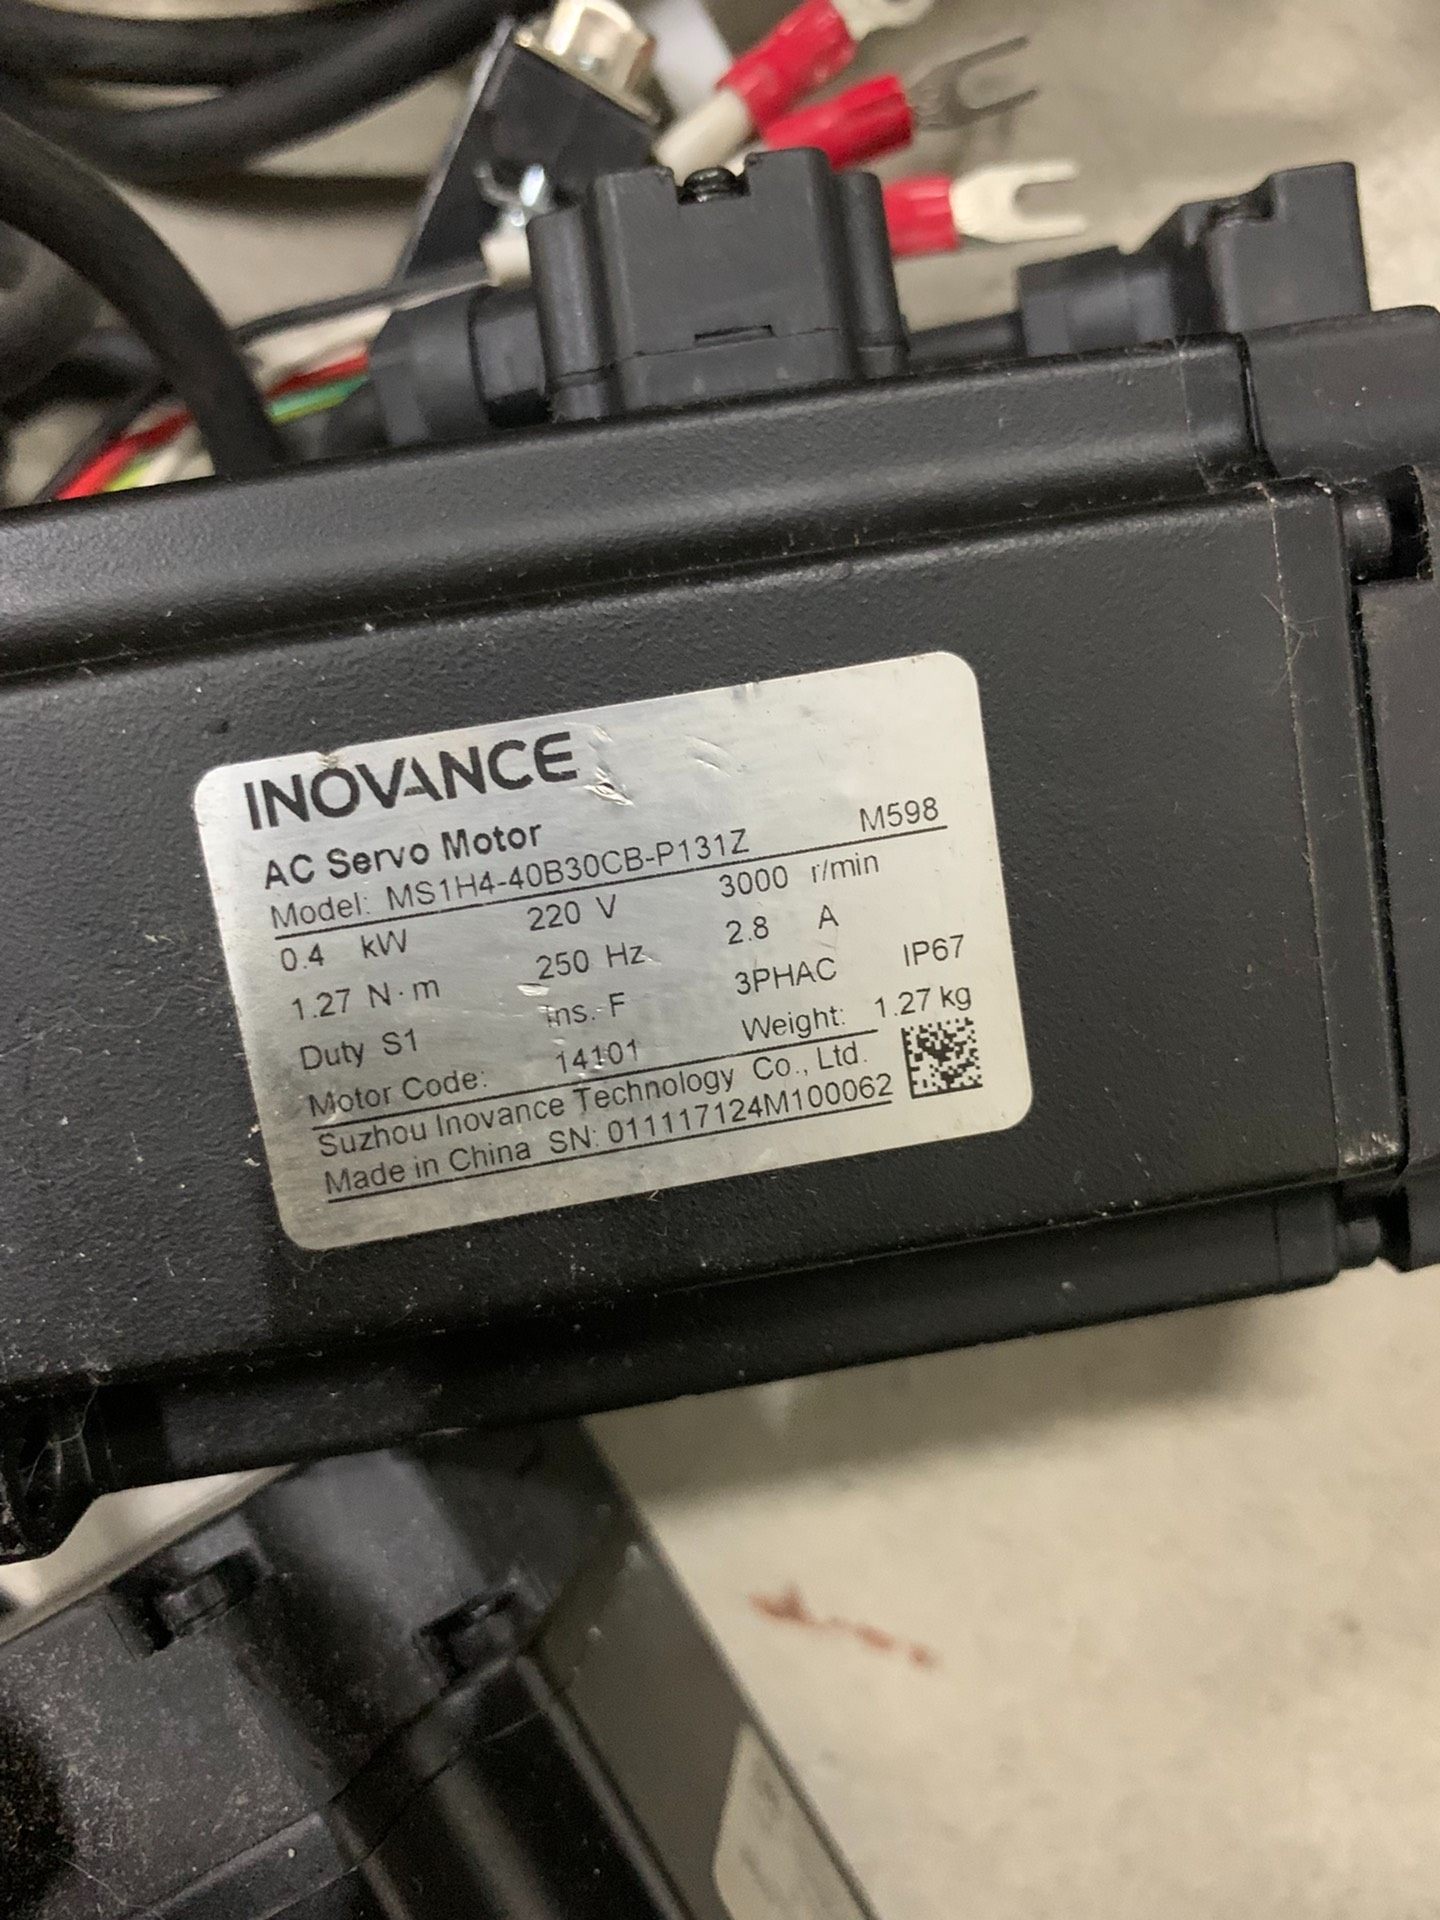 INOVANCE
AC Servo Motor
Model: MS1H4-40B30CB-P131Z M598
0.4 kW 220 V 3000 r/min
1.27 N·m 250 Hz 2.8 A
Duty S1 Ins. F 3PHAC IP67
Motor Code: 14101 Weight: 1.27 kg
Suzhou Inovance Technology Co., Ltd.
Made in China SN: 011117124M100062